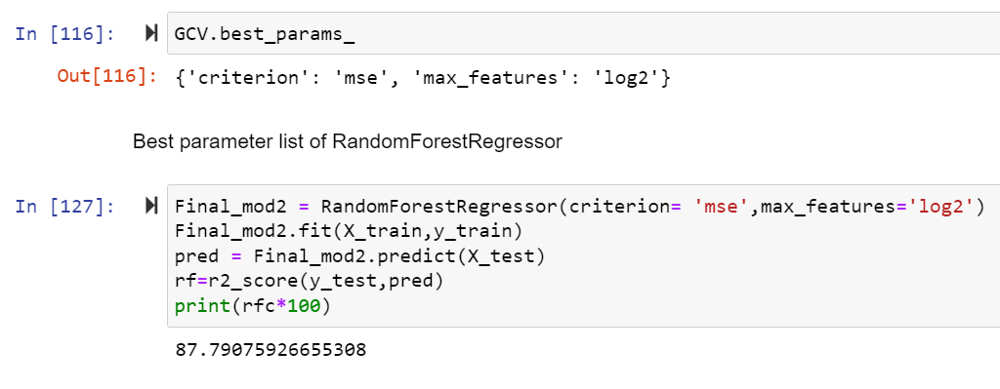 In [116]: GCV.best_params_
Out[116]: {'criterion': 'mse', 'max_features': 'log2'}
Best parameter list of RandomForestRegressor
In [127]: Final_mod2 = RandomForestRegressor(criterion= 'mse',max_features='log2')
Final_mod2.fit(X_train,y_train)
pred = Final_mod2.predict(X_test)
rf=r2_score(y_test,pred)
print(rfc*100)
87.79075926655308